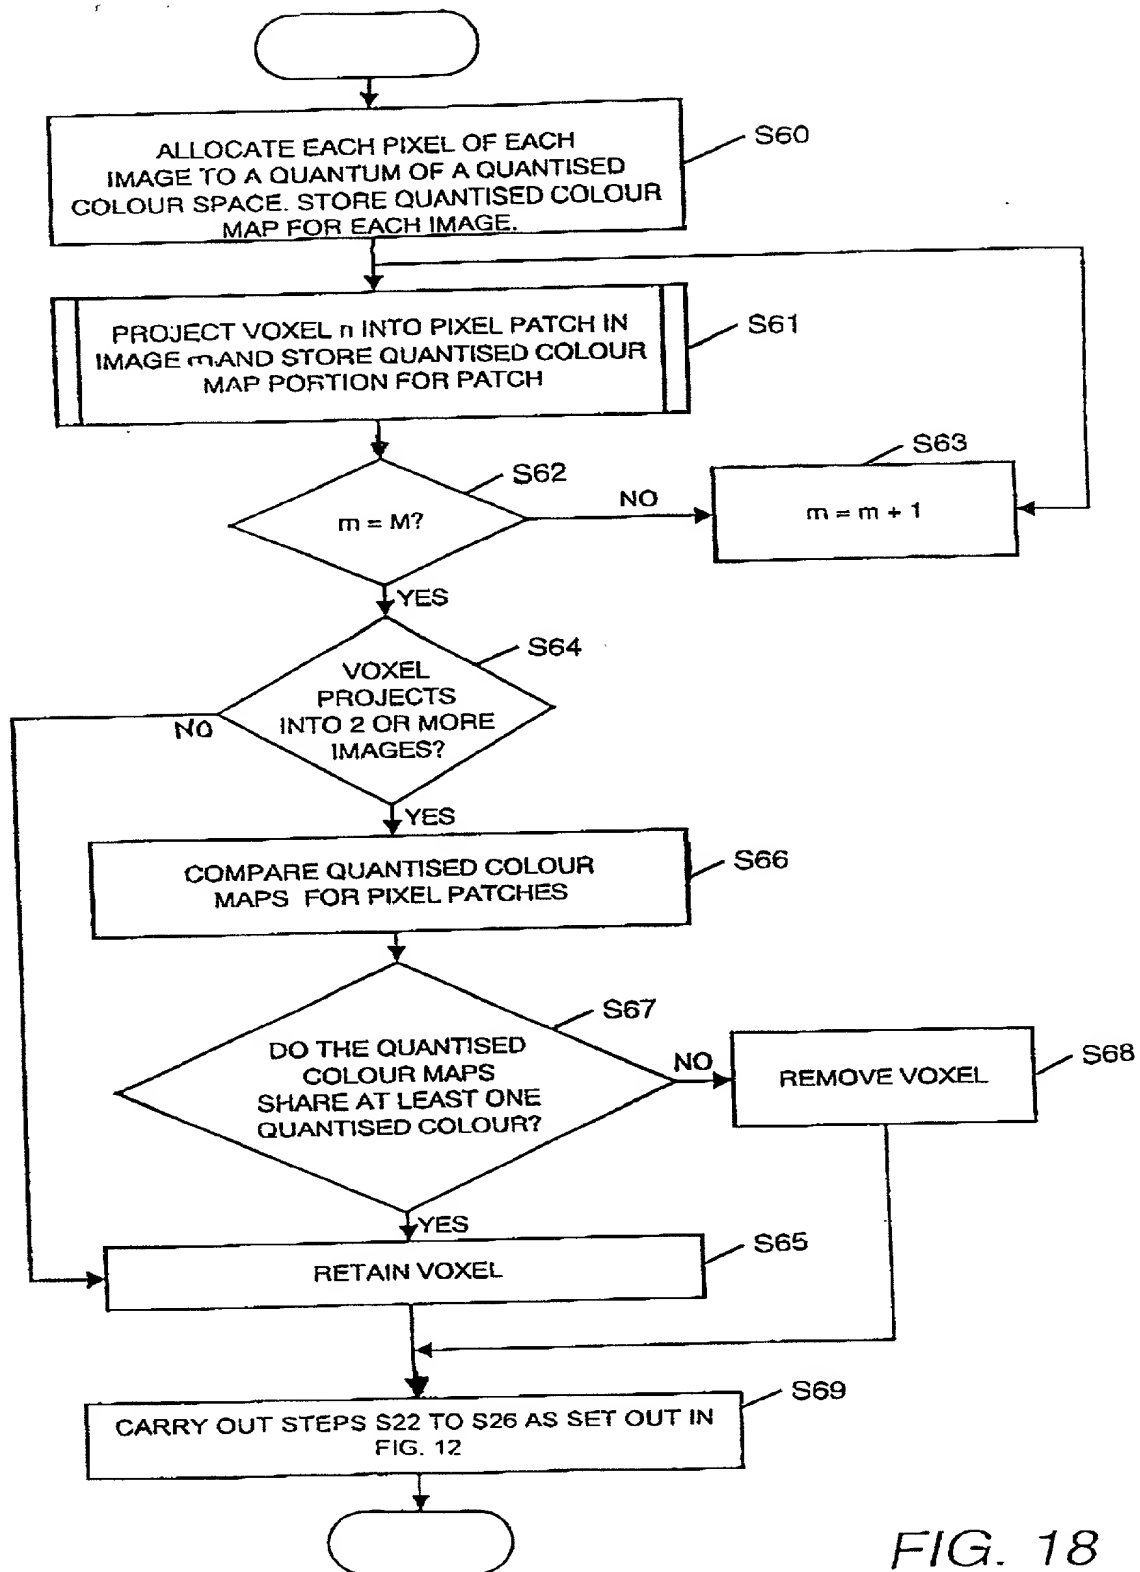 ALLOCATE EACH PIXEL OF EACH
IMAGE TO A QUANTUM OF A QUANTISED
COLOUR SPACE. STORE QUANTISED COLOUR
MAP FOR EACH IMAGE.
S60
PROJECT VOXEL n INTO PIXEL PATCH IN
IMAGE m AND STORE QUANTISED COLOUR
MAP PORTION FOR PATCH
S61
m = M?
S62
NO
S63
m = m + 1
YES
S64
VOXEL
PROJECTS
INTO 2 OR MORE
IMAGES?
NO
YES
COMPARE QUANTISED COLOUR
MAPS FOR PIXEL PATCHES
S66
S67
DO THE QUANTISED
COLOUR MAPS
SHARE AT LEAST ONE
QUANTISED COLOUR?
NO
REMOVE VOXEL
S68
YES
RETAIN VOXEL
S65
CARRY OUT STEPS S22 TO S26 AS SET OUT IN
FIG. 12
S69
FIG. 18